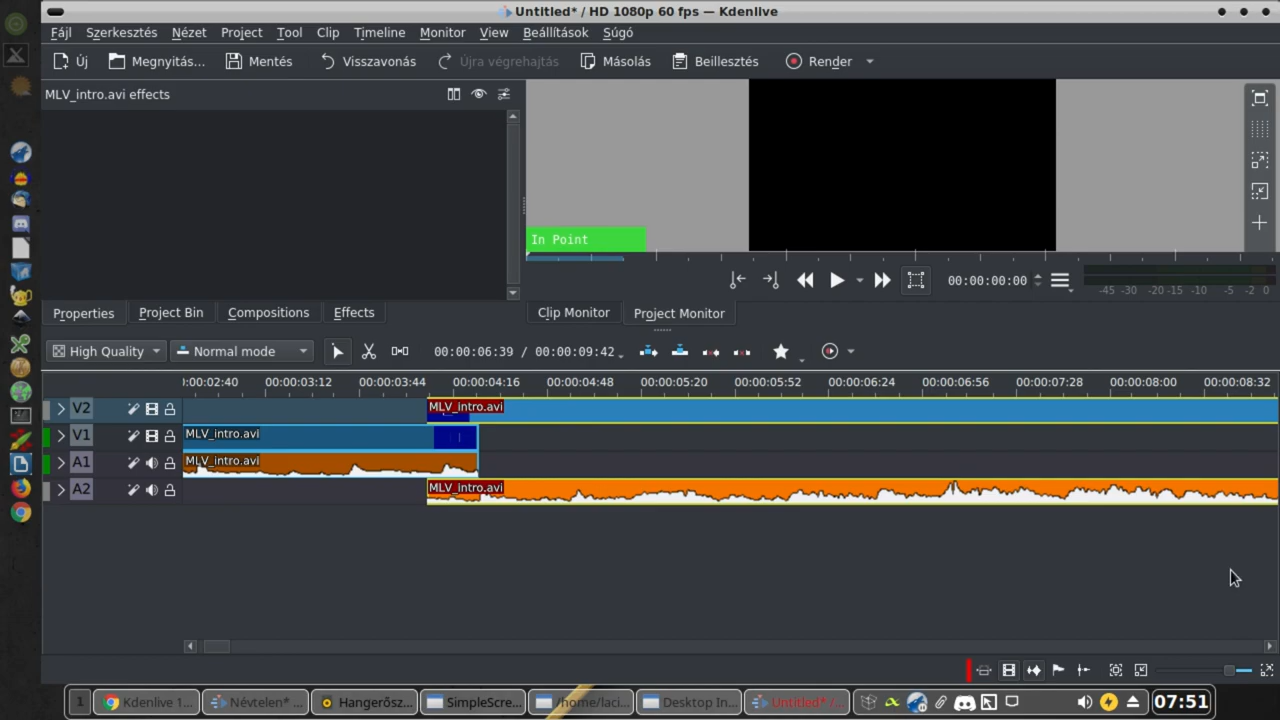 Untitled* / HD 1080p 60 fps — Kdenlive
Fájl Szerkesztés Nézet Project Tool Clip Timeline Monitor View Beállítások Súgó
Új Megnyitás... Mentés Visszavonás Újra végrehajtás Másolás Beillesztés Render
MLV_intro.avi effects
In Point
00:00:00:00
-45 -30 -20 -15 -10 -5 -2 0
Properties Project Bin Compositions Effects Clip Monitor Project Monitor
High Quality Normal mode 00:00:06:39 / 00:00:09:42
:00:02:40 00:00:03:12 00:00:03:44 00:00:04:16 00:00:04:48 00:00:05:20 00:00:05:52 00:00:06:24 00:00:06:56 00:00:07:28 00:00:08:00 00:00:08:32
V2 MLV_intro.avi
V1 MLV_intro.avi
A1 MLV_intro.avi
A2 MLV_intro.avi
1 Kdenlive 1... Névtelen* ... Hangerősz... SimpleScre... /home/laci... Desktop In... Untitled* /... 07:51